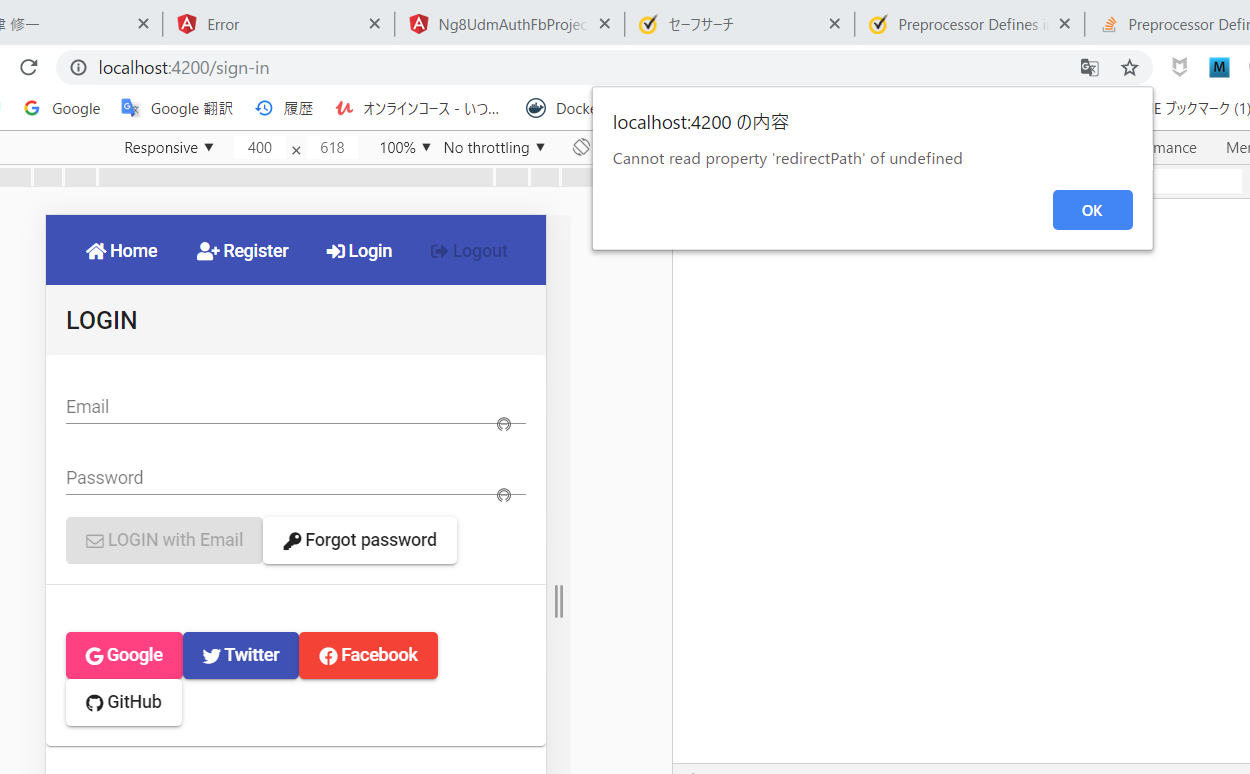 津 修一
Error
Ng8UdmAuthFbProjec
セーフサーチ
Preprocessor Defines i
Preprocessor Defin
localhost:4200/sign-in
M
Google
Google 翻訳
履歴
オンラインコース - いつ...
Docke
E ブックマーク (1)
localhost:4200 の内容
Cannot read property 'redirectPath' of undefined
OK
Responsive ▼
400 × 618
100% ▼
No throttling ▼
mance
Mer
Home
Register
Login
Logout
LOGIN
Email
Password
LOGIN with Email
Forgot password
Google
Twitter
Facebook
GitHub